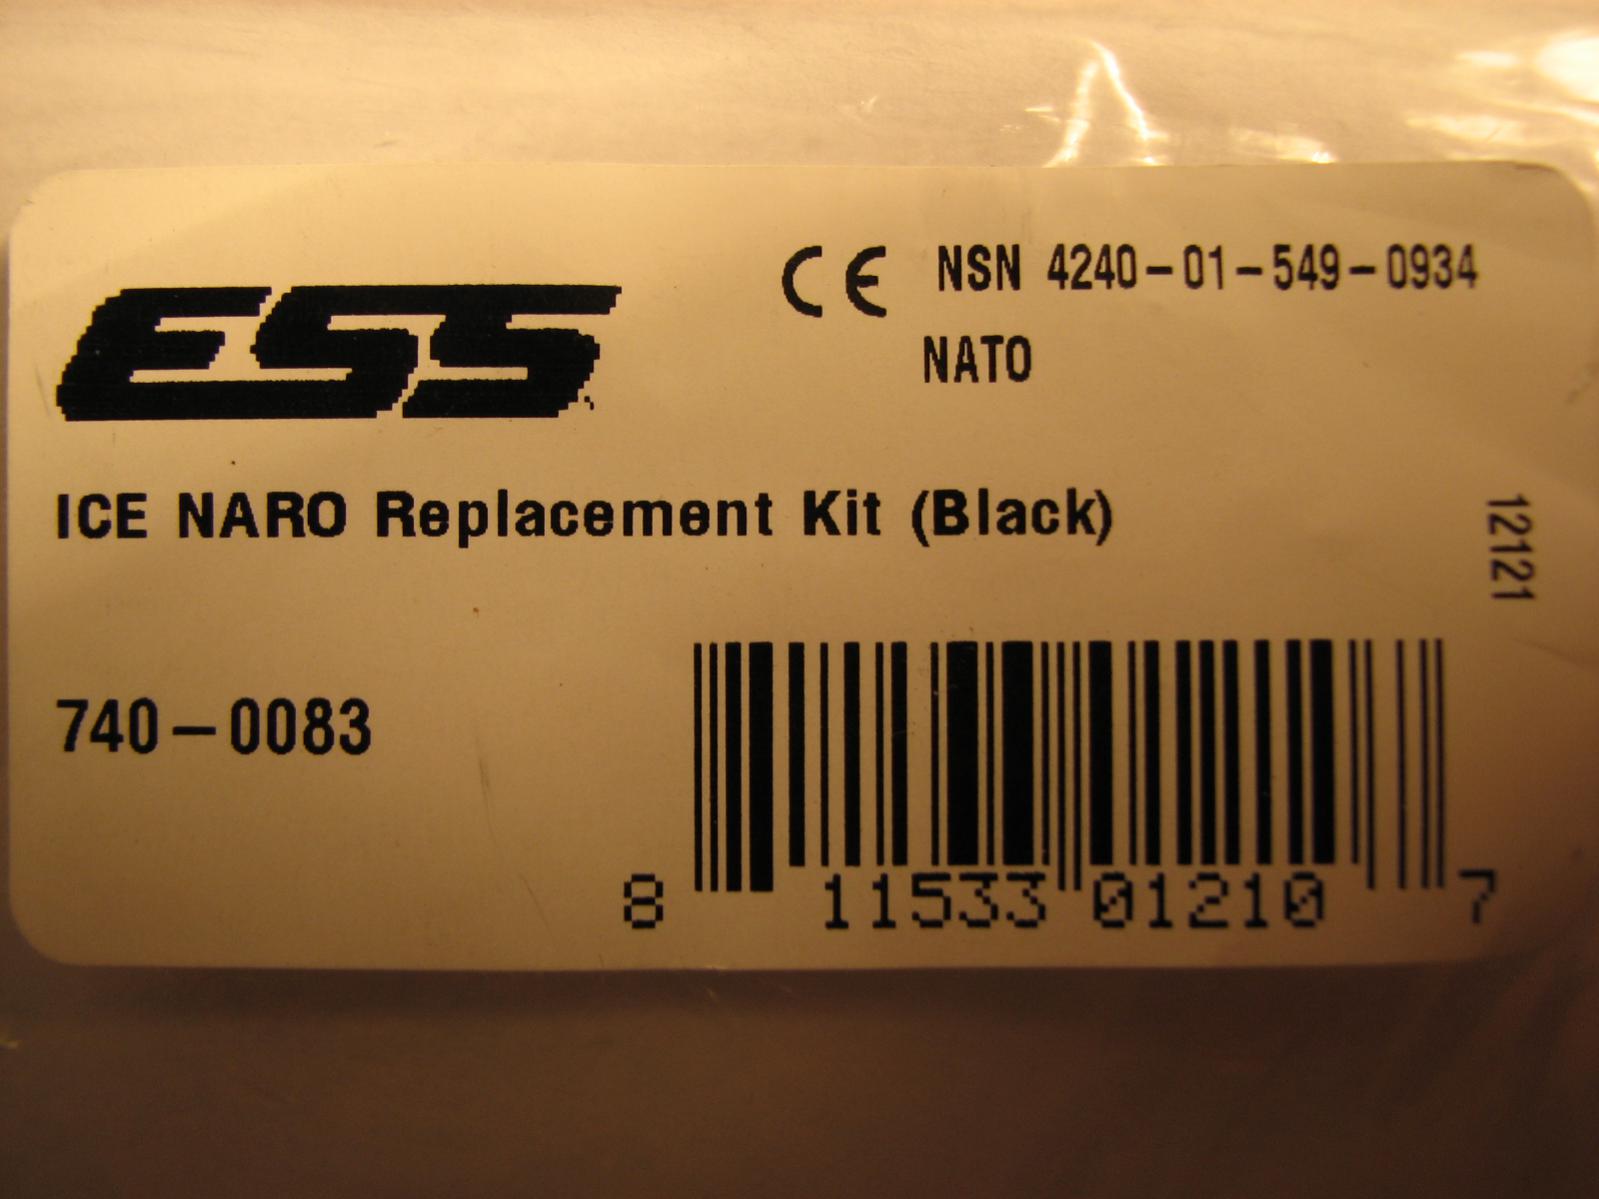 ESS
CE NSN 4240-01-549-0934
NATO
ICE NARO Replacement Kit (Black)
12121
740-0083
8 11533 01210 7